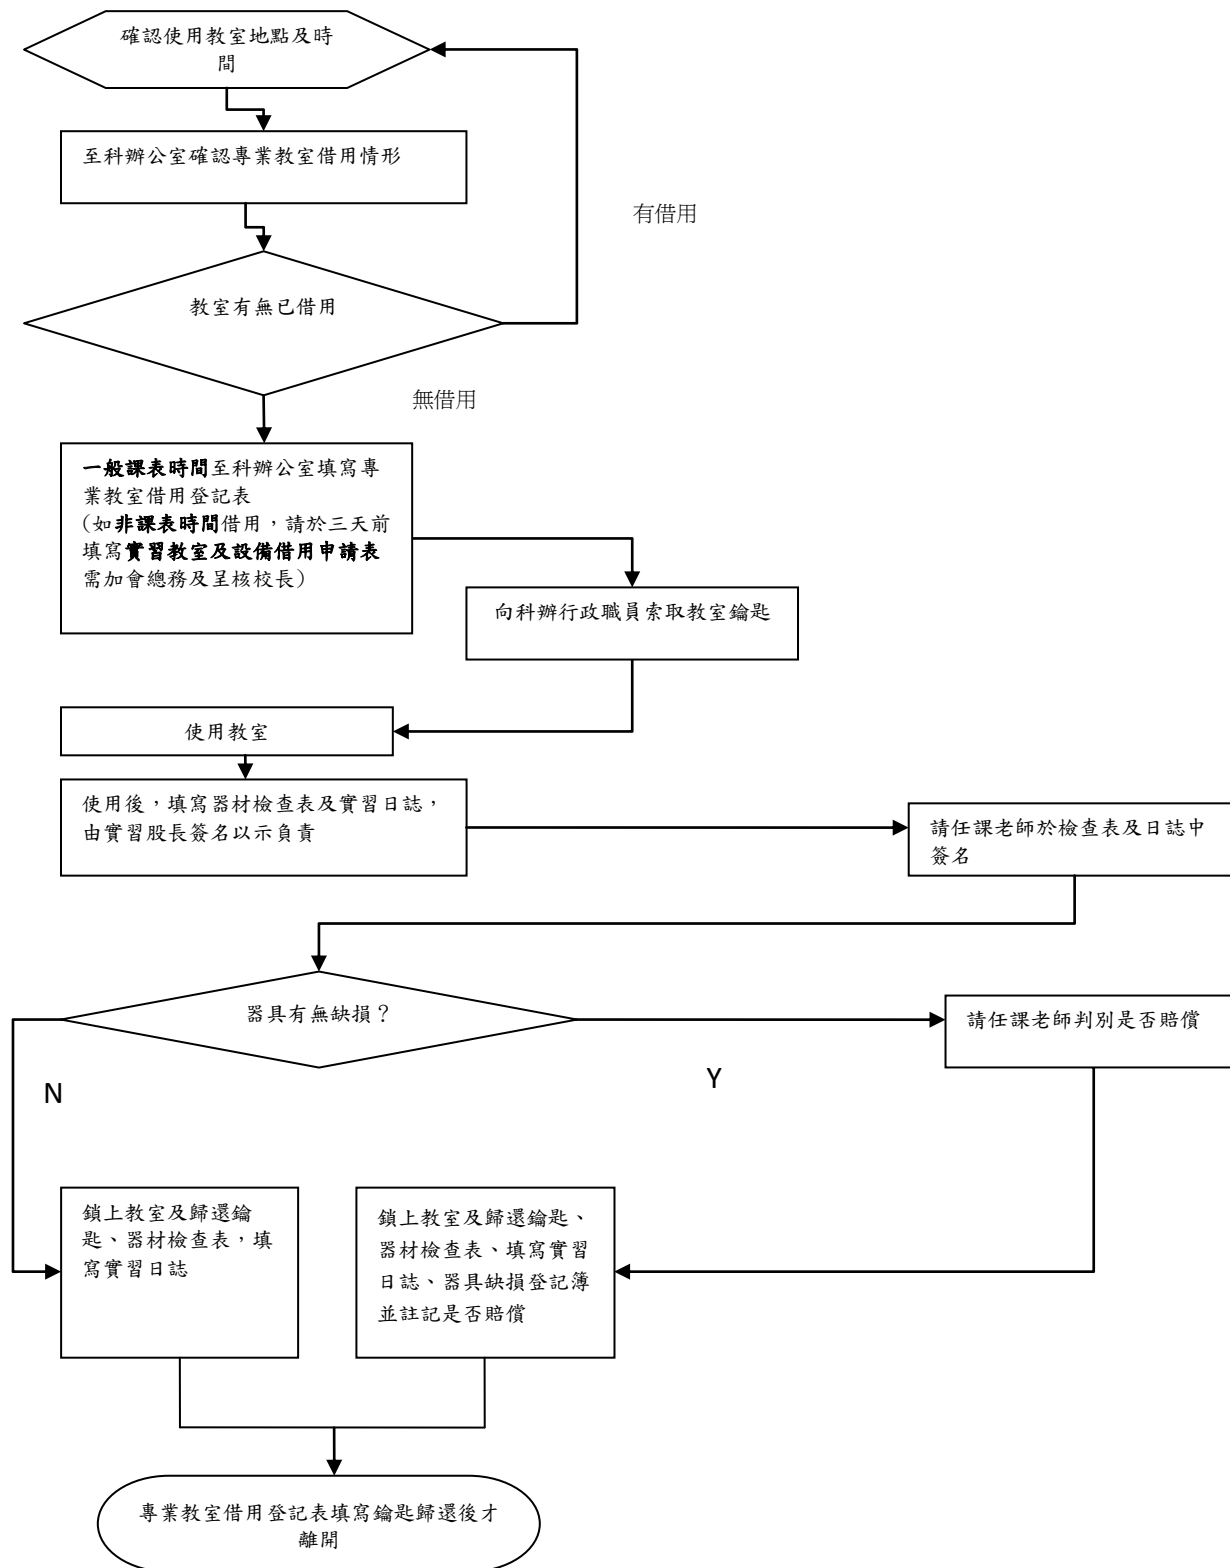 確認使用教室地點及時
間
至科辦公室確認專業教室借用情形
有借用
教室有無已借用
無借用
一般課表時間至科辦公室填寫專
業教室借用登記表
(如非課表時間借用，請於三天前
填寫實習教室及設備借用申請表
需加會總務及呈核校長)
向科辦行政職員索取教室鑰匙
使用教室
使用後，填寫器材檢查表及實習日誌，
由實習股長簽名以示負責
請任課老師於檢查表及日誌中
簽名
器具有無缺損？
請任課老師判別是否賠償
N
Y
鎖上教室及歸還鑰
匙、器材檢查表，填
寫實習日誌
鎖上教室及歸還鑰匙、
器材檢查表、填寫實習
日誌、器具缺損登記簿
並註記是否賠償
專業教室借用登記表填寫鑰匙歸還後才
離開